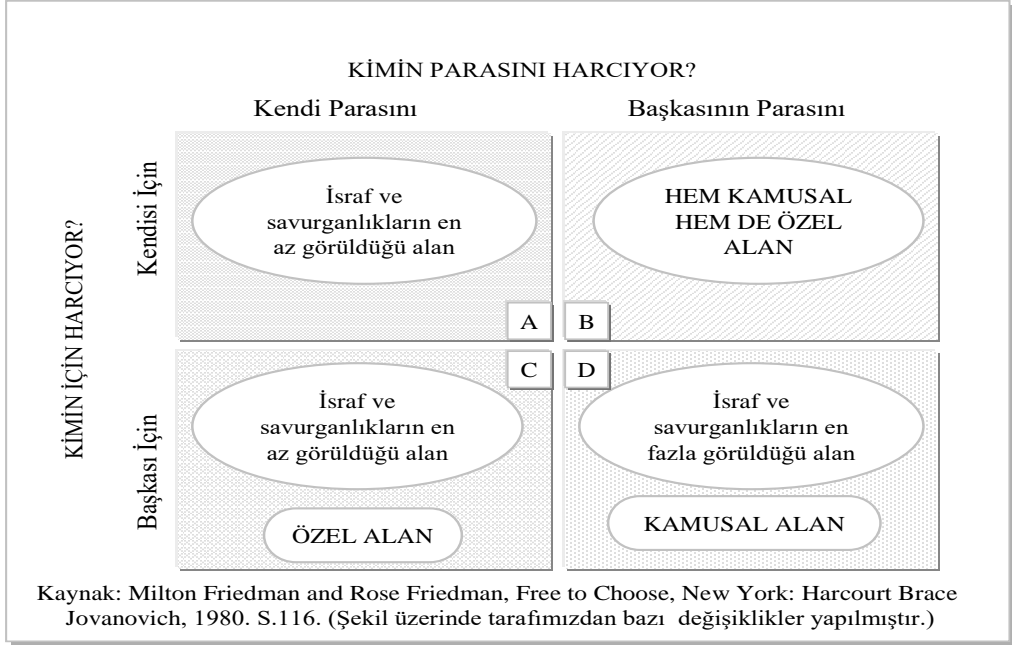 KİMİN PARASINI HARCIYOR?
Kendi Parasını
Başkasının Parasını
KİMİN İÇİN HARCIYOR?
Kendisi İçin
İsraf ve
savurganlıkların en
az görüldüğü alan
HEM KAMUSAL
HEM DE ÖZEL
ALAN
A
B
Başkası İçin
C
D
İsraf ve
savurganlıkların en
az görüldüğü alan
ÖZEL ALAN
İsraf ve
savurganlıkların en
fazla görüldüğü alan
KAMUSAL ALAN
Kaynak: Milton Friedman and Rose Friedman, Free to Choose, New York: Harcourt Brace
Jovanovich, 1980. S.116. (Şekil üzerinde tarafımızdan bazı değişiklikler yapılmıştır.)